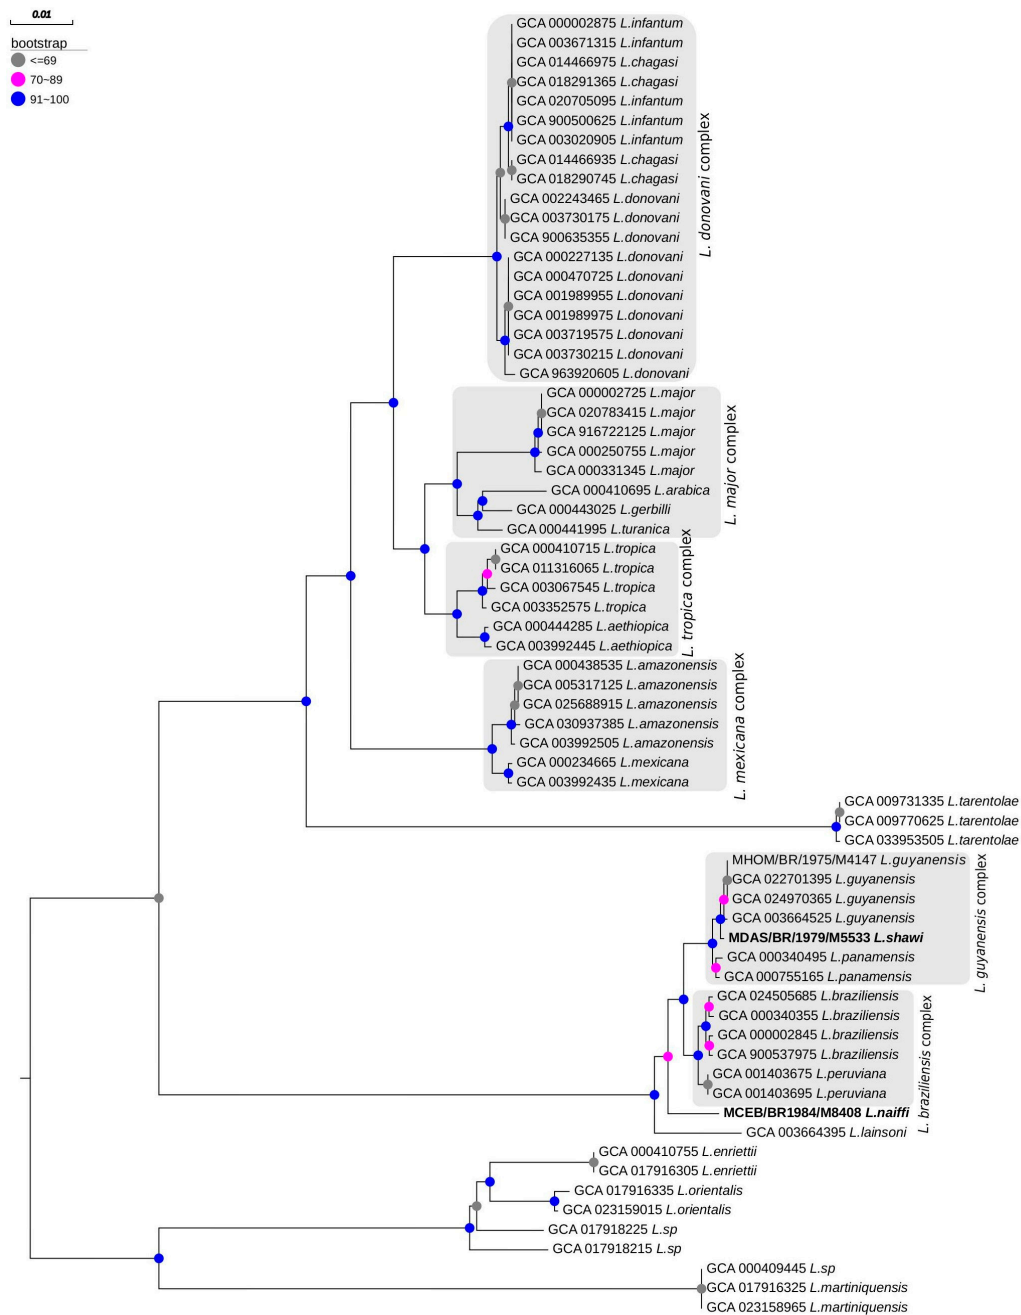 0.01
bootstrap
<=69
70~89
91~100
GCA 000002875 L.infantum
GCA 003671315 L.infantum
GCA 014466975 L.chagasi
GCA 018291365 L.chagasi
GCA 020705095 L.infantum
GCA 900500625 L.infantum
GCA 003020905 L.infantum
GCA 014466935 L.chagasi
GCA 018290745 L.chagasi
GCA 002243465 L.donovani
GCA 003730175 L.donovani
GCA 900635355 L.donovani
GCA 000227135 L.donovani
GCA 000470725 L.donovani
GCA 001989955 L.donovani
GCA 001989975 L.donovani
GCA 003719575 L.donovani
GCA 003730215 L.donovani
GCA 963920605 L.donovani
L. donovani complex
GCA 000002725 L.major
GCA 020783415 L.major
GCA 916722125 L.major
GCA 000250755 L.major
GCA 000331345 L.major
GCA 000410695 L.arabica
GCA 000443025 L.gerbilli
GCA 000441995 L.turanica
L. major complex
GCA 000410715 L.tropica
GCA 011316065 L.tropica
GCA 003067545 L.tropica
GCA 003352575 L.tropica
GCA 000444285 L.aethiopica
GCA 003992445 L.aethiopica
L. tropica complex
GCA 000438535 L.amazonensis
GCA 005317125 L.amazonensis
GCA 025688915 L.amazonensis
GCA 030937385 L.amazonensis
GCA 003992505 L.amazonensis
GCA 000234665 L.mexicana
GCA 003992435 L.mexicana
L. mexicana complex
GCA 009731335 L.tarentolae
GCA 009770625 L.tarentolae
GCA 033953505 L.tarentolae
MHOM/BR/1975/M4147 L.guyanensis
GCA 022701395 L.guyanensis
GCA 024970365 L.guyanensis
GCA 003664525 L.guyanensis
MDAS/BR/1979/M5533 L.shawi
GCA 000340495 L.panamensis
GCA 000755165 L.panamensis
L. guyanensis complex
GCA 024505685 L.braziliensis
GCA 000340355 L.braziliensis
GCA 000002845 L.braziliensis
GCA 900537975 L.braziliensis
GCA 001403675 L.peruviana
GCA 001403695 L.peruviana
L. braziliensis complex
MCEB/BR1984/M8408 L.naiffi
GCA 003664395 L.lainsoni
GCA 000410755 L.enriettii
GCA 017916305 L.enriettii
GCA 017916335 L.orientalis
GCA 023159015 L.orientalis
GCA 017918225 L.sp
GCA 017918215 L.sp
GCA 000409445 L.sp
GCA 017916325 L.martiniquensis
GCA 023158965 L.martiniquensis